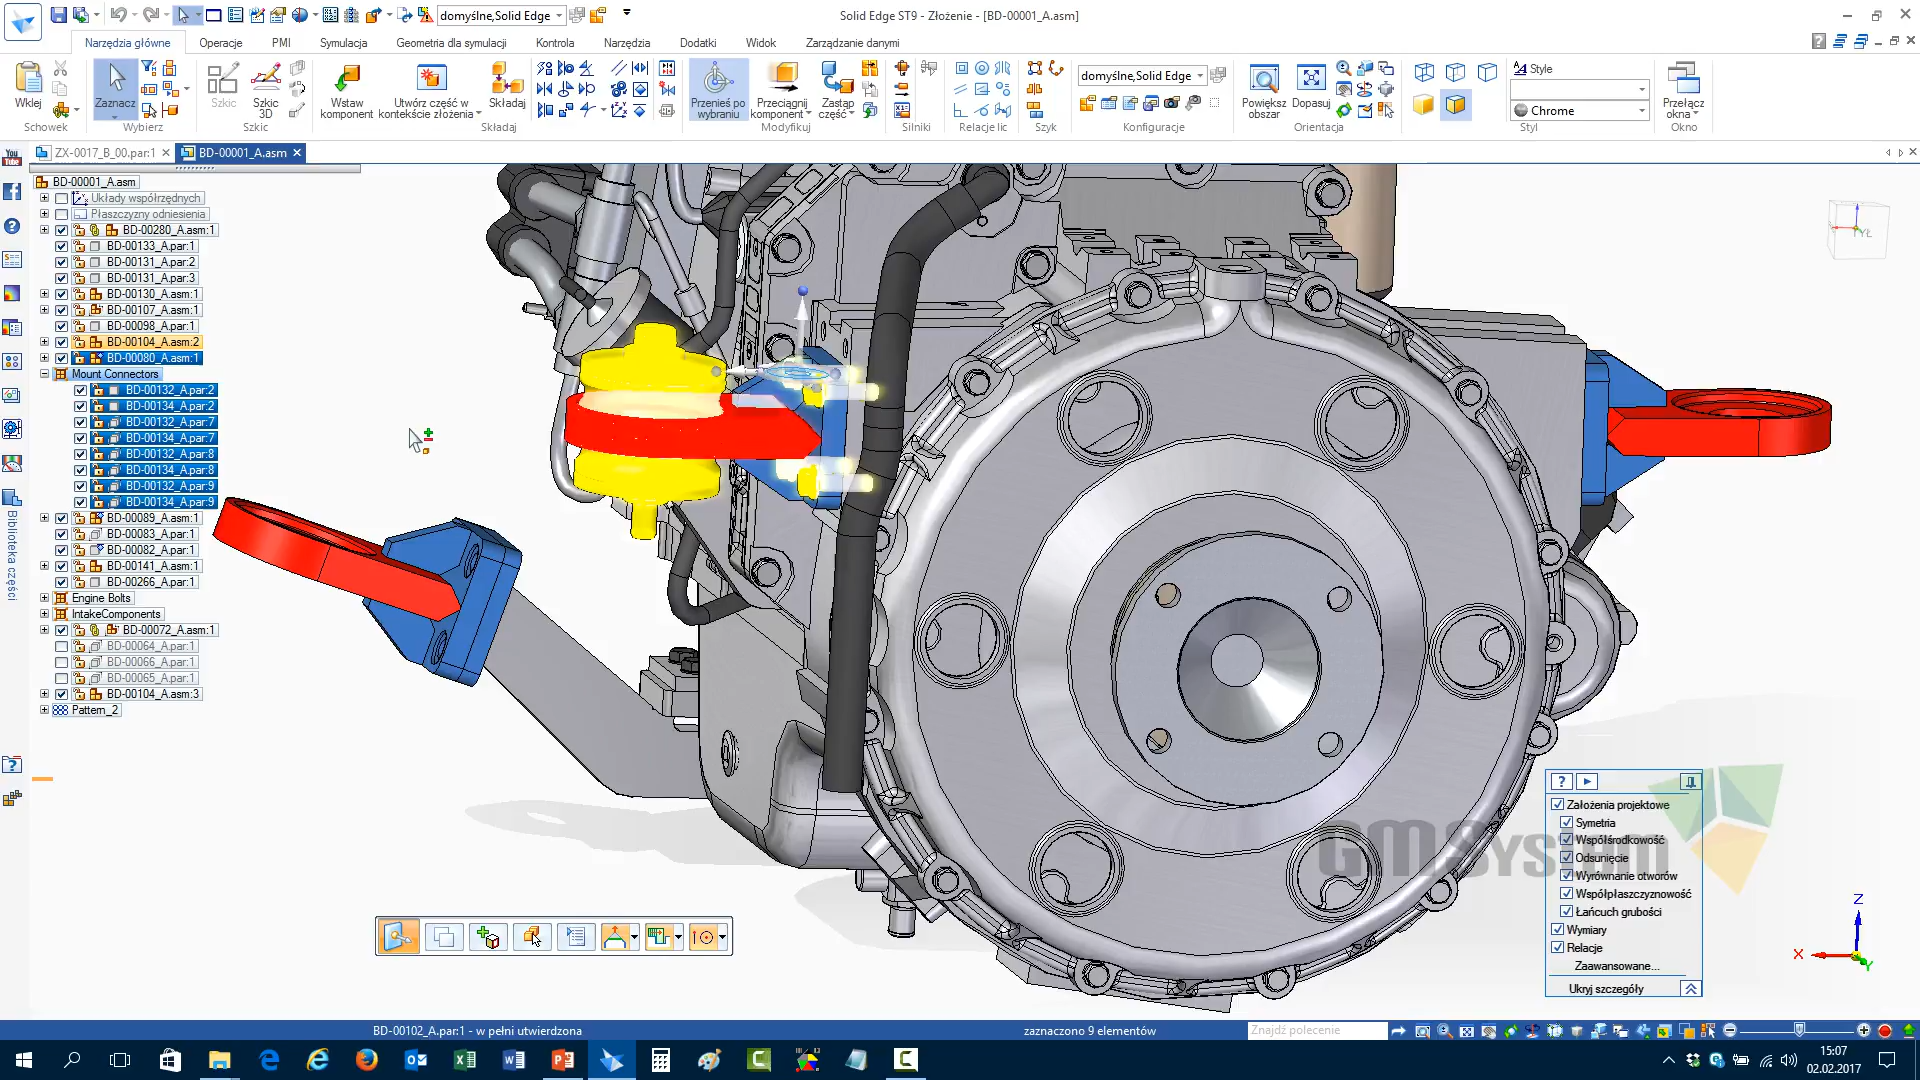 domyślne,Solid Edge
Solid Edge ST9 - Złożenie - [BD-00001_A.asm]
Narzędzia główne
Operacje
PMI
Symulacja
Geometria dla symulacji
Kontrola
Narzędzia
Dodatki
Widok
Zarządzanie danymi
Wklej
Zaznacz
Szkic
Szkic 3D
Wstaw komponent
Utwórz część w kontekście złożenia
Składaj
Przenieś po wybraniu
Przeciągnij komponent
Zastąp część
domyślne,Solid Edge
Powiększ obszar
Dopasuj
Style
Chrome
Przełącz okna
Schowek
Wybierz
Szkic
Składaj
Modyfikuj
Silniki
Relacje lic
Szyk
Konfiguracje
Orientacja
Styl
Okno
ZX-0017_B_00.par:1
BD-00001_A.asm
BD-00001_A.asm
Układy współrzędnych
Płaszczyzny odniesienia
BD-00280_A.asm:1
BD-00133_A.par:1
BD-00131_A.par:2
BD-00131_A.par:3
BD-00130_A.asm:1
BD-00107_A.asm:1
BD-00098_A.par:1
BD-00104_A.asm:2
BD-00080_A.asm:1
Mount Connectors
BD-00132_A.par:2
BD-00134_A.par:2
BD-00132_A.par:7
BD-00134_A.par:7
BD-00132_A.par:8
BD-00134_A.par:8
BD-00132_A.par:9
BD-00134_A.par:9
BD-00089_A.asm:1
BD-00083_A.par:1
BD-00082_A.par:1
BD-00141_A.asm:1
BD-00266_A.par:1
Engine Bolts
IntakeComponents
BD-00072_A.asm:1
BD-00064_A.par:1
BD-00066_A.par:1
BD-00065_A.par:1
BD-00104_A.asm:3
Pattern_2
You Tube
Biblioteka części
TYŁ
GMSystem
Założenia projektowe
Symetria
Współśrodkowość
Odsunięcie
Wyrównanie otworów
Współpłaszczyznowość
Łańcuch grubości
Wymiary
Relacje
Zaawansowane...
Ukryj szczegóły
Z
X
Y
BD-00102_A.par:1 - w pełni utwierdzona
zaznaczono 9 elementów
Znajdź polecenie
15:07
02.02.2017